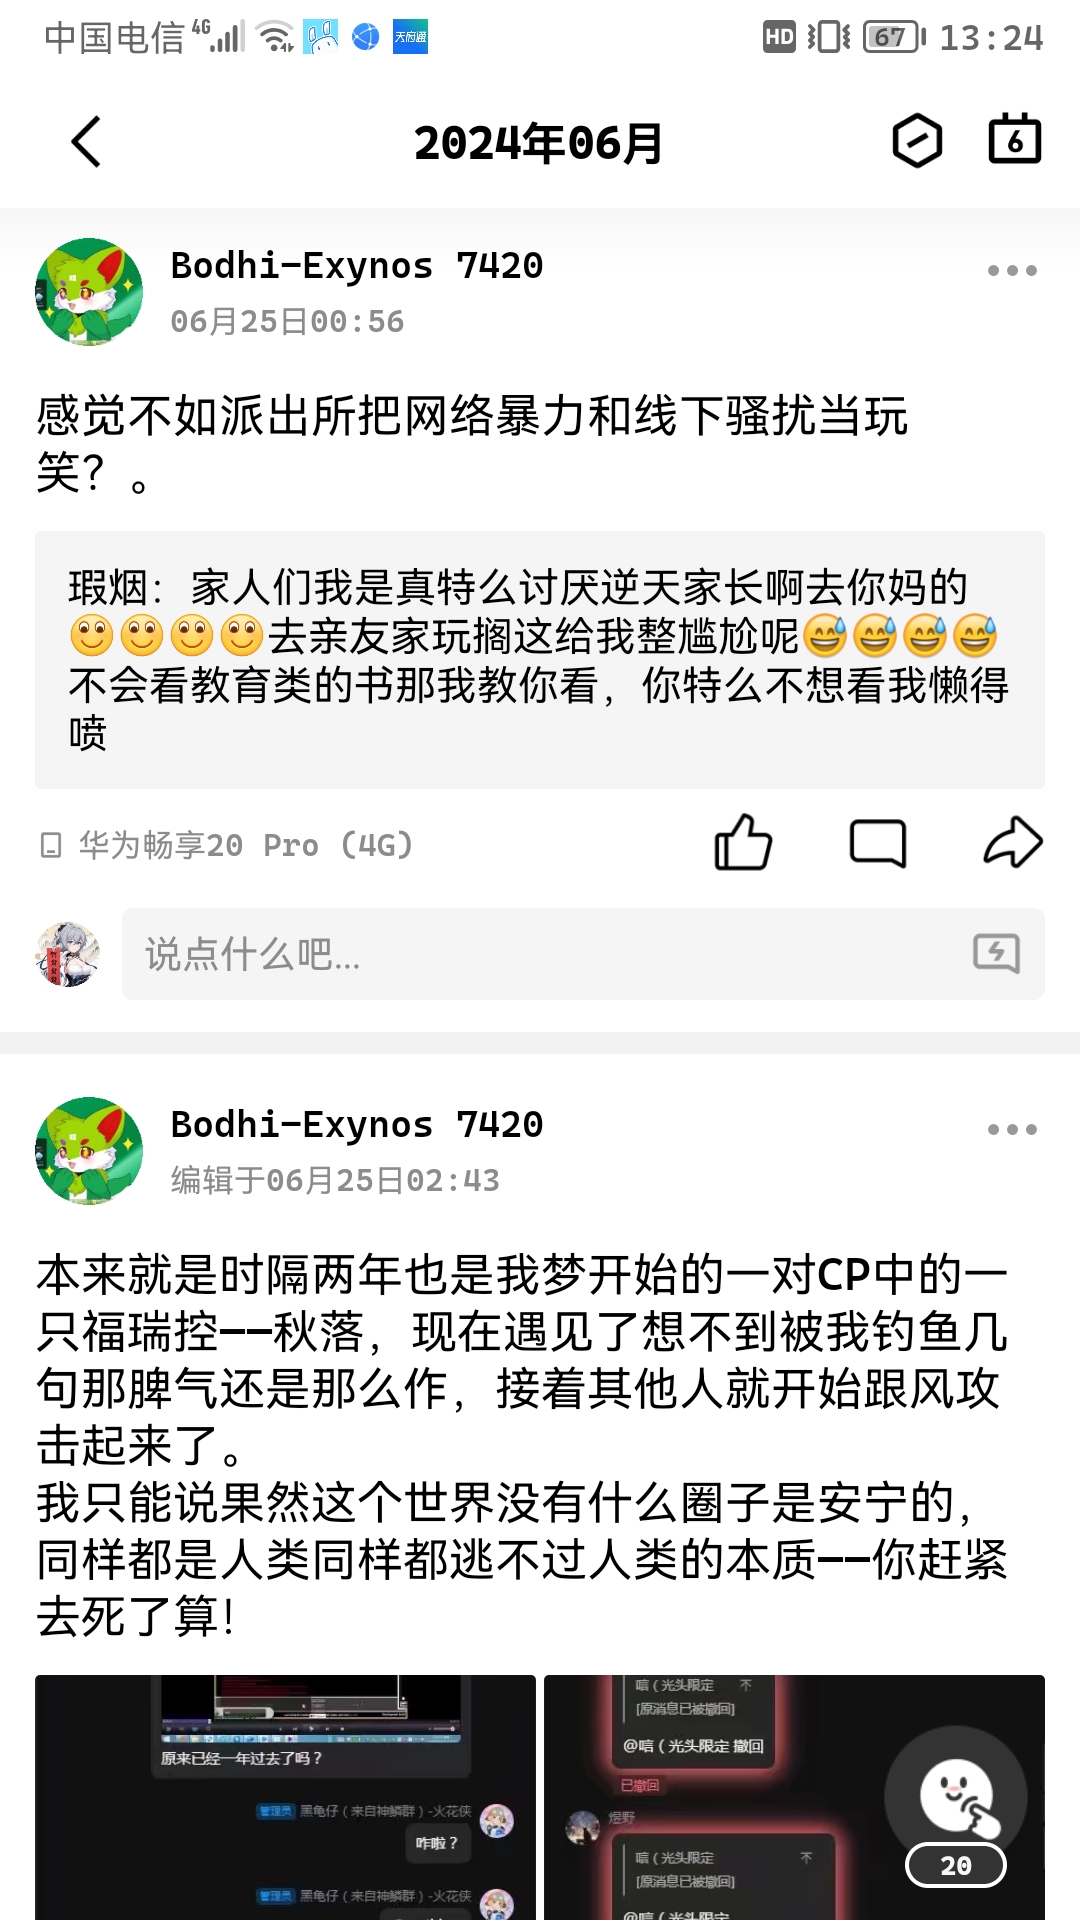 中国电信 4G HD 67 13:24
天府通
2024年06月
6
Bodhi-Exynos 7420
06月25日00:56
感觉不如派出所把网络暴力和线下骚扰当玩
笑？。
瑕烟：家人们我是真特么讨厌逆天家长啊去你妈的
🙂🙂🙂🙂去亲友家玩搁这给我整尴尬呢😅😅😅😅
不会看教育类的书那我教你看，你特么不想看我懒得
喷
华为畅享20 Pro (4G)
说点什么吧...
Bodhi-Exynos 7420
编辑于06月25日02:43
本来就是时隔两年也是我梦开始的一对CP中的一
只福瑞控——秋落，现在遇见了想不到被我钓鱼几
句那脾气还是那么作，接着其他人就开始跟风攻
击起来了。
我只能说果然这个世界没有什么圈子是安宁的，
同样都是人类同样都逃不过人类的本质——你赶紧
去死了算！
原来已经一年过去了吗？
管理员 黑龟仔（来自神鳞群）-火花侠
咋啦？
管理员 黑龟仔（来自神鳞群）-火花侠
唁（光头限定
[原消息已被撤回]
@唁（光头限定 撤回
已撤回
煜野
唁（光头限定
[原消息已被撤回]
@唁（光头限定
20